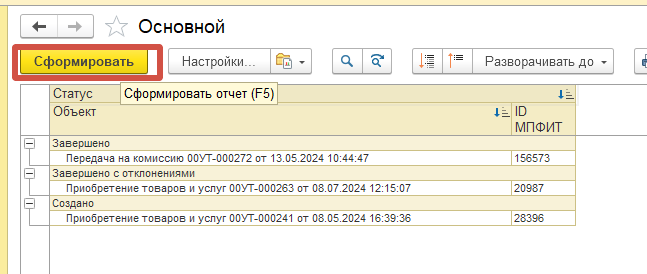 Основной
Сформировать
Настройки...
Разворачивать до
Сформировать отчет (F5)
Статус
Объект
ID
МПФИТ
Завершено
Передача на комиссию 00УТ-000272 от 13.05.2024 10:44:47 156573
Завершено с отклонениями
Приобретение товаров и услуг 00УТ-000263 от 08.07.2024 12:15:07 20987
Создано
Приобретение товаров и услуг 00УТ-000241 от 08.05.2024 16:39:36 28396